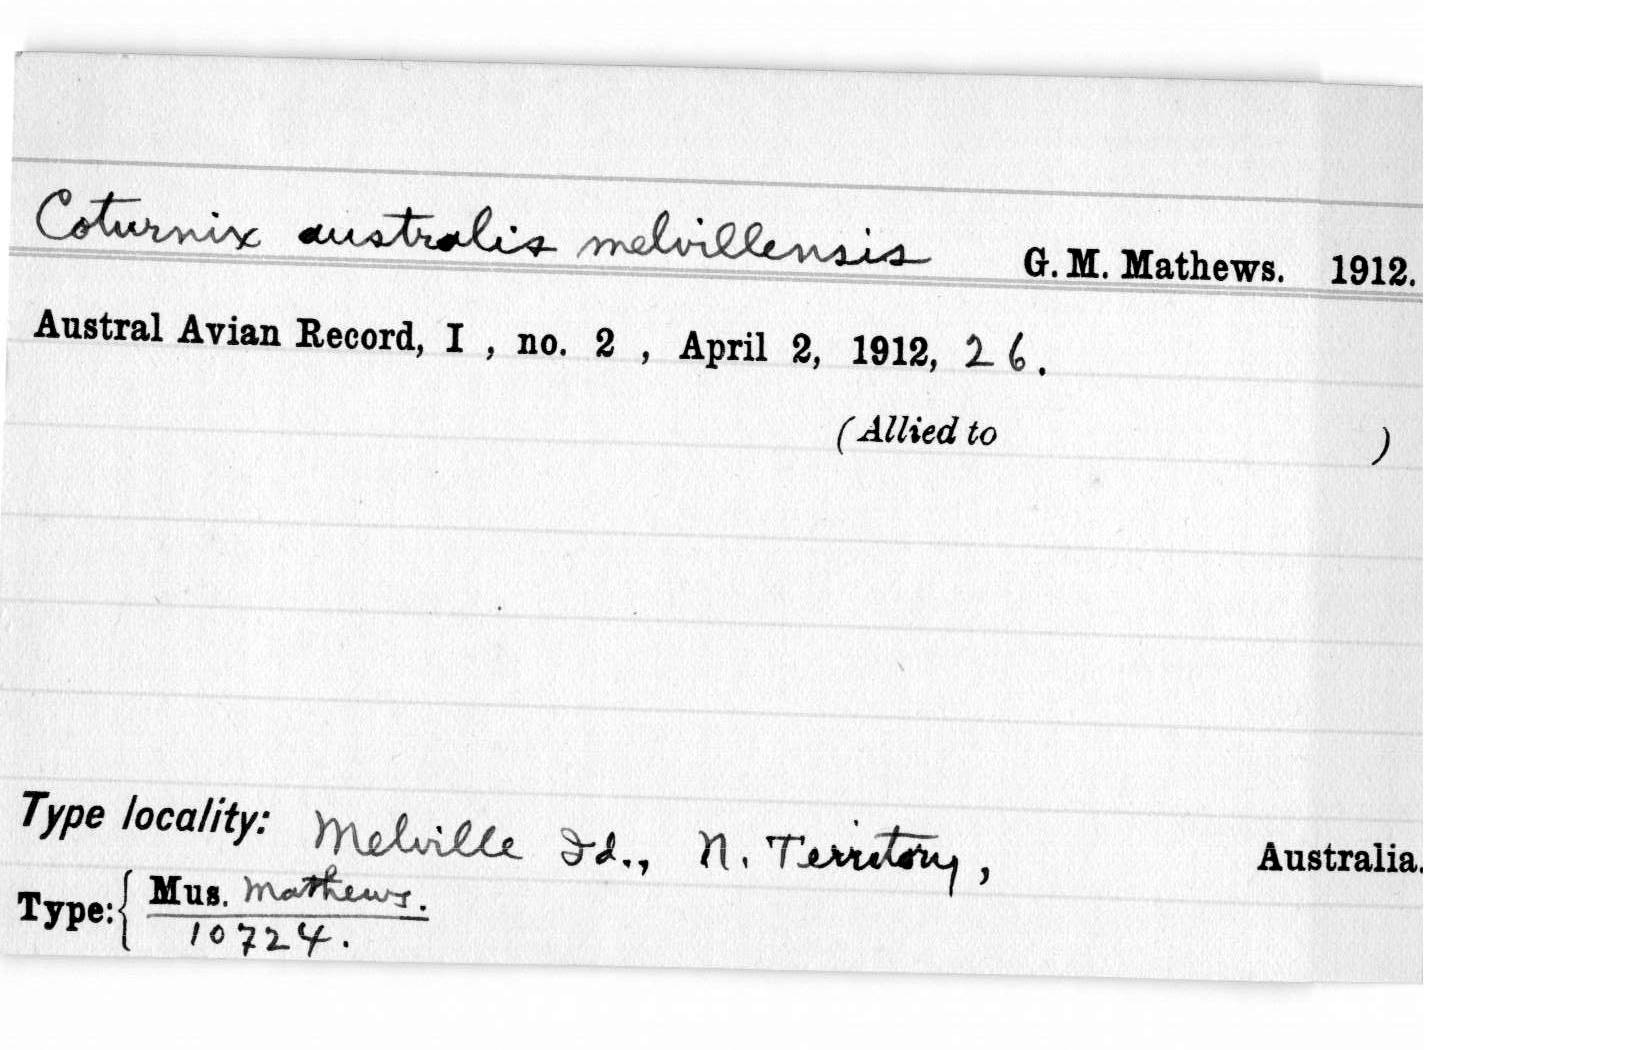 Coturnix australis melvillensis G. M. Mathews. 1912.
Austral Avian Record, I , no. 2 , April 2, 1912, 26.
(Allied to )
Type locality: Melville Id., N. Territory, Australia.
Type: { Mus. Mathews.
10724.